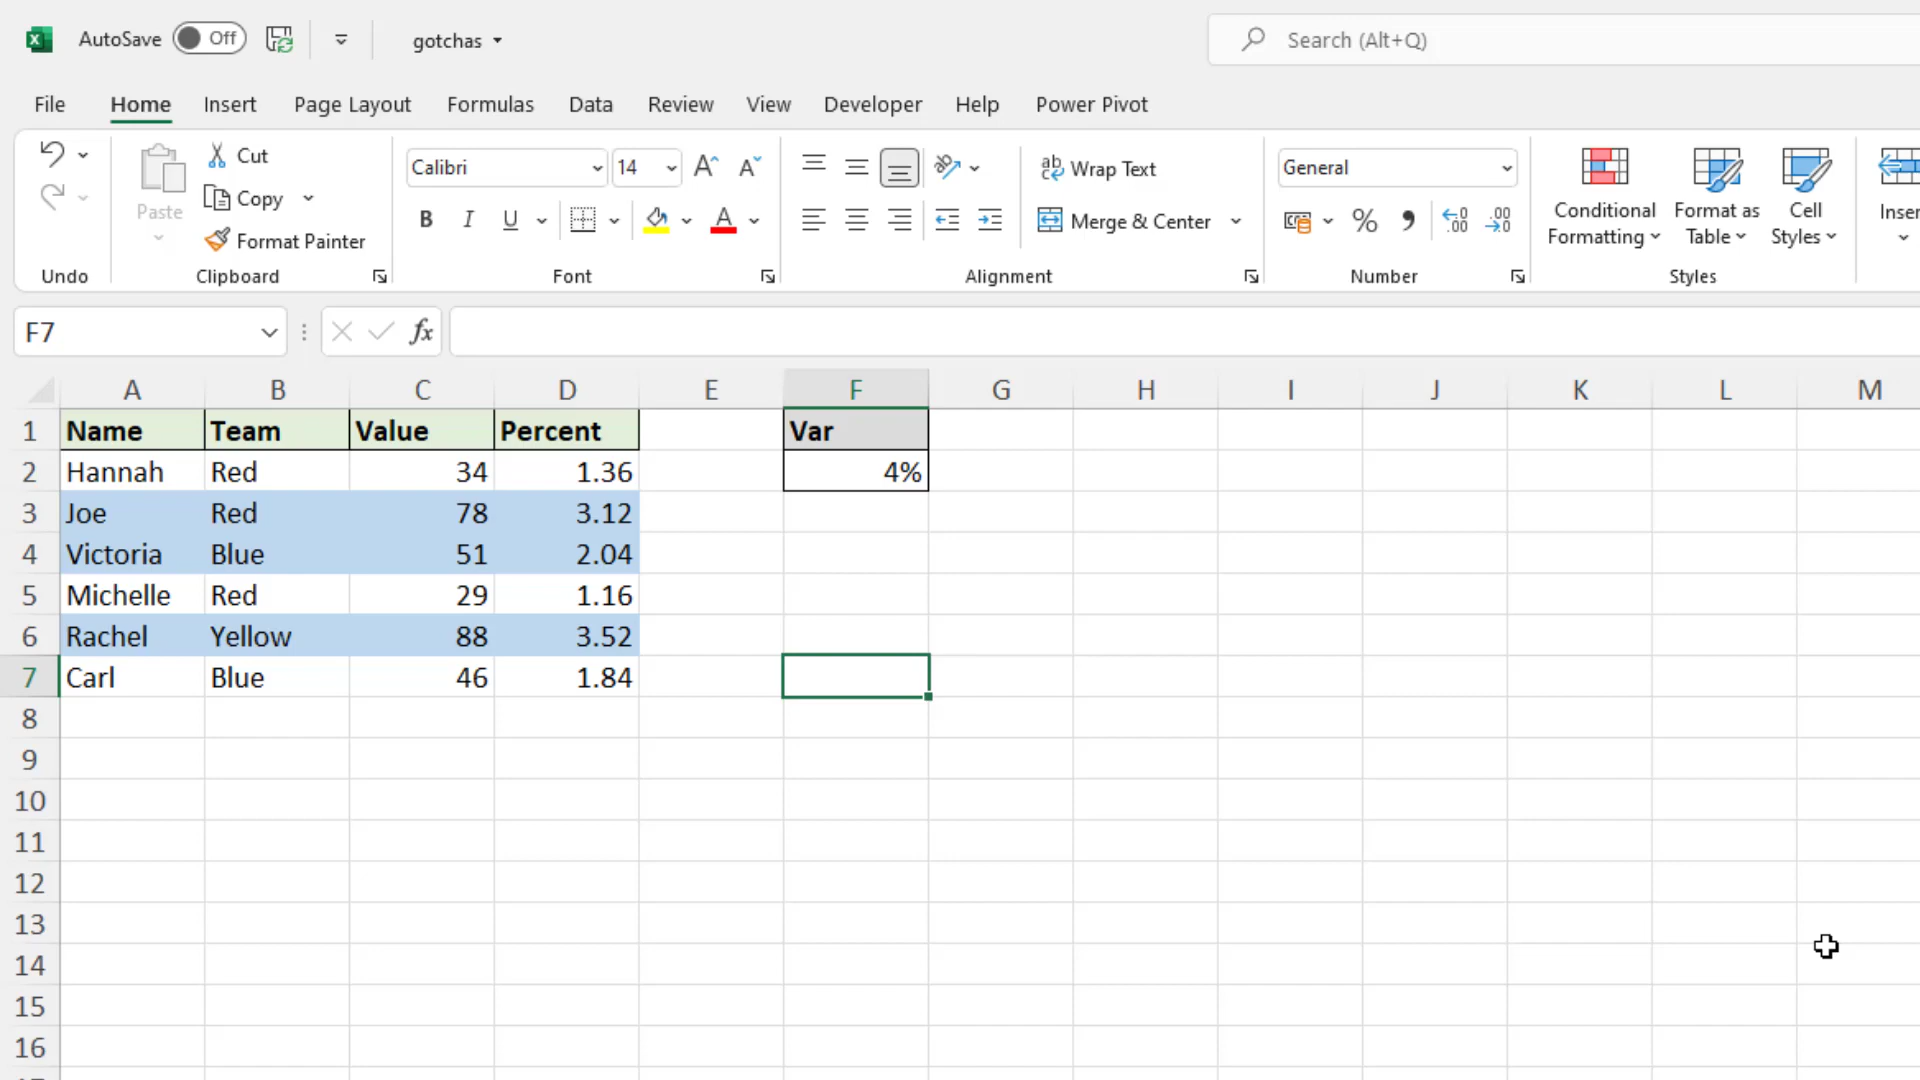 AutoSave Off gotchas Search (Alt+Q)
File Home Insert Page Layout Formulas Data Review View Developer Help Power Pivot
Paste Cut Copy Format Painter
Calibri 14
B I U A
Wrap Text
Merge & Center
General
% , .00 .00
Conditional Formatting
Format as Table
Cell Styles
Undo Clipboard Font Alignment Number Styles
F7 fx
A B C D E F G H I J K L M
1 Name Team Value Percent Var
2 Hannah Red 34 1.36 4%
3 Joe Red 78 3.12
4 Victoria Blue 51 2.04
5 Michelle Red 29 1.16
6 Rachel Yellow 88 3.52
7 Carl Blue 46 1.84
8
9
10
11
12
13
14
15
16